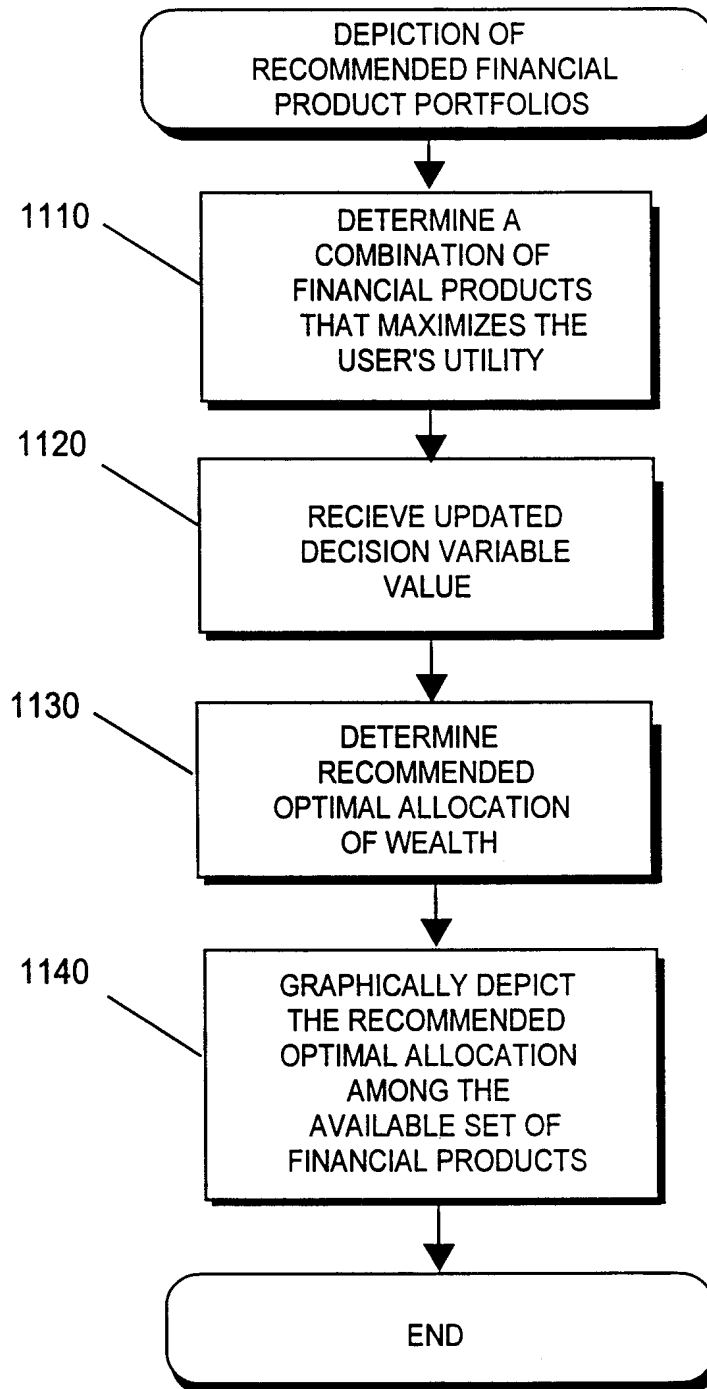 DEPICTION OF
RECOMMENDED FINANCIAL
PRODUCT PORTFOLIOS
1110
DETERMINE A
COMBINATION OF
FINANCIAL PRODUCTS
THAT MAXIMIZES THE
USER'S UTILITY
1120
RECIEVE UPDATED
DECISION VARIABLE
VALUE
1130
DETERMINE
RECOMMENDED
OPTIMAL ALLOCATION
OF WEALTH
1140
GRAPHICALLY DEPICT
THE RECOMMENDED
OPTIMAL ALLOCATION
AMONG THE
AVAILABLE SET OF
FINANCIAL PRODUCTS
END